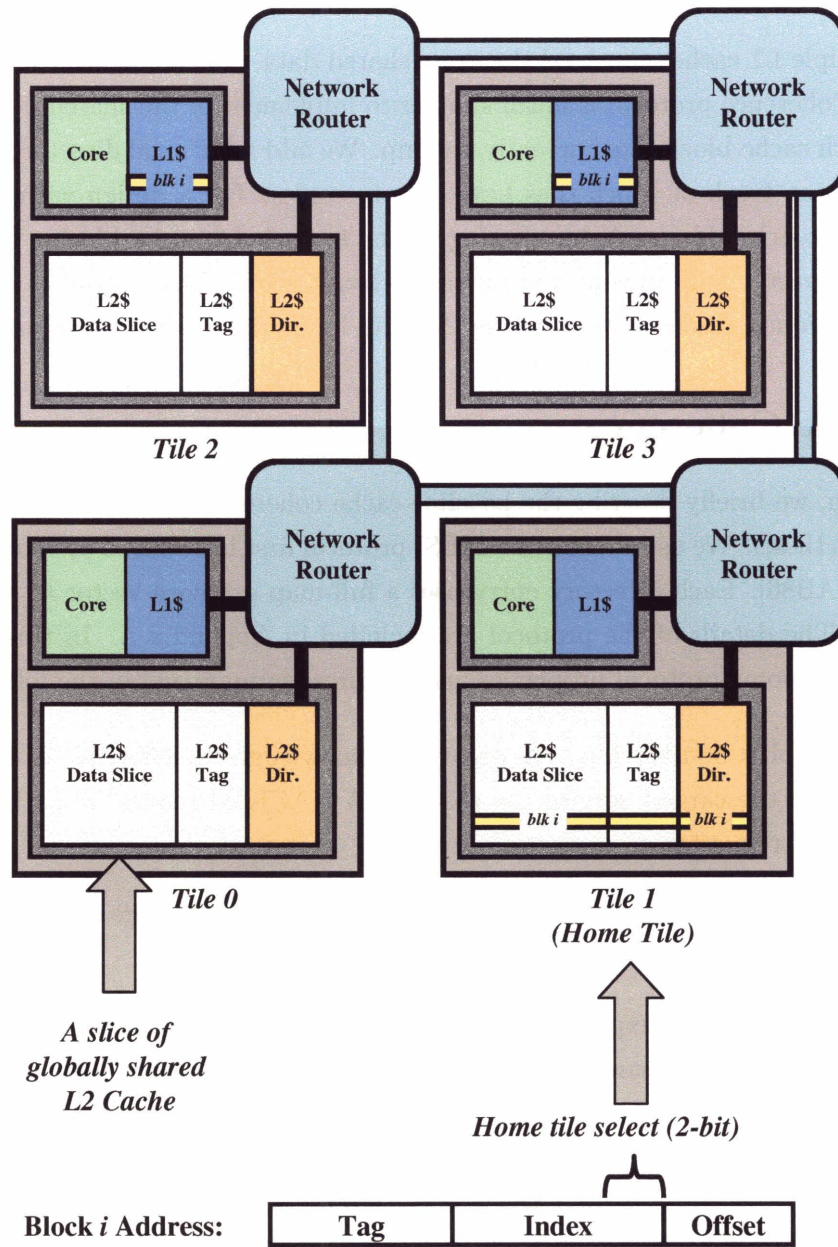 Network
Router
Network
Router
Core
L1$
blk i
Core
L1$
blk i
L2$
Data Slice
L2$
Tag
L2$
Dir.
L2$
Data Slice
L2$
Tag
L2$
Dir.
Tile 2
Tile 3
Network
Router
Network
Router
Core
L1$
Core
L1$
L2$
Data Slice
L2$
Tag
L2$
Dir.
L2$
Data Slice
L2$
Tag
L2$
Dir.
blk i
blk i
Tile 0
Tile 1
(Home Tile)
A slice of
globally shared
L2 Cache
Home tile select (2-bit)
Block i Address:
Tag
Index
Offset